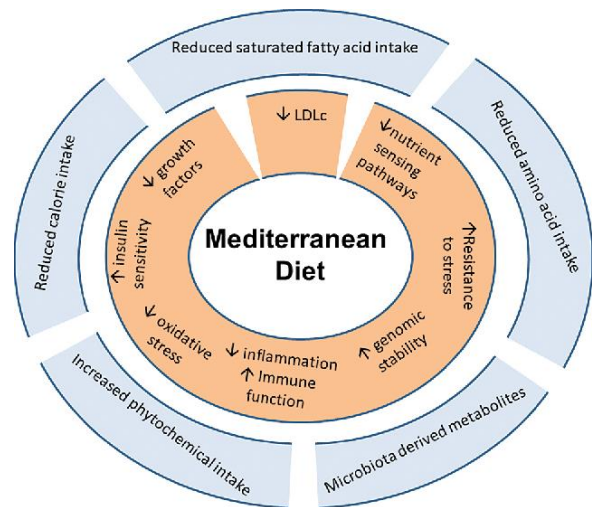 Reduced saturated fatty acid intake
Reduced amino acid intake
Microbiota derived metabolites
Increased phytochemical intake
Reduced calorie intake
↓ LDLc
↓ nutrient
sensing
pathways
↑ Resistance
to stress
↑ genomic
stability
↓ inflammation
↑ Immune
function
↓ oxidative
stress
↑ insulin
sensitivity
↓ growth
factors
Mediterranean
Diet